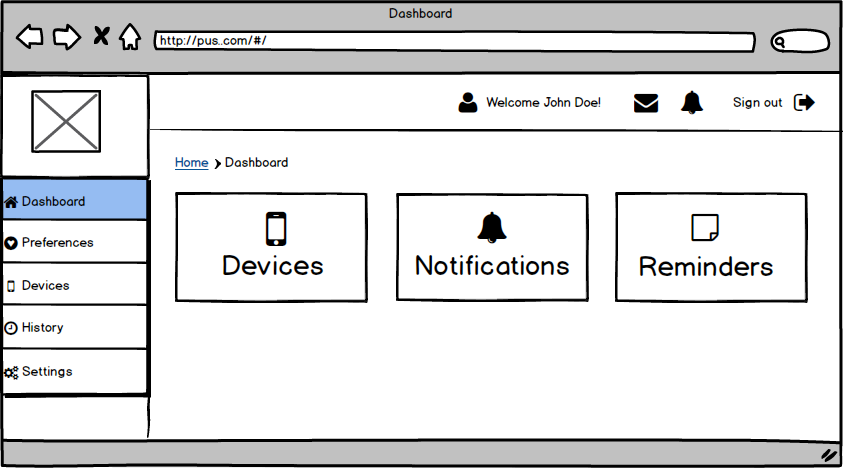 Dashboard
http://pus..com/#/
Welcome John Doe!
Sign out
Home
Dashboard
Dashboard
Preferences
Devices
History
Settings
Devices
Notifications
Reminders